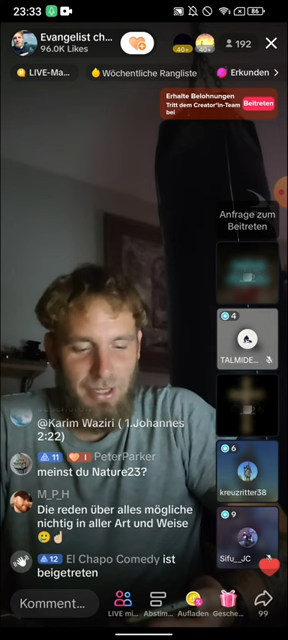 23:33
86
Evangelist ch...
96.0K Likes
40+
40+
192
LIVE-Ma...
Wöchentliche Rangliste
Erkunden
Erhalte Belohnungen
Tritt dem Creator*in-Team
bei
Beitreten
Anfrage zum
Beitreten
4
TALMIDE...
@Karim Waziri ( 1.Johannes
2:22)
11
1
PeterParker
meinst du Nature23?
6
kreuzritter38
M_P_H
Die reden über alles mögliche
nichtig in aller Art und Weise
9
Sifu__JC
12
El Chapo Comedy ist
beigetreten
Komment...
LIVE mi...
Abstim...
Aufladen
Gesche...
99